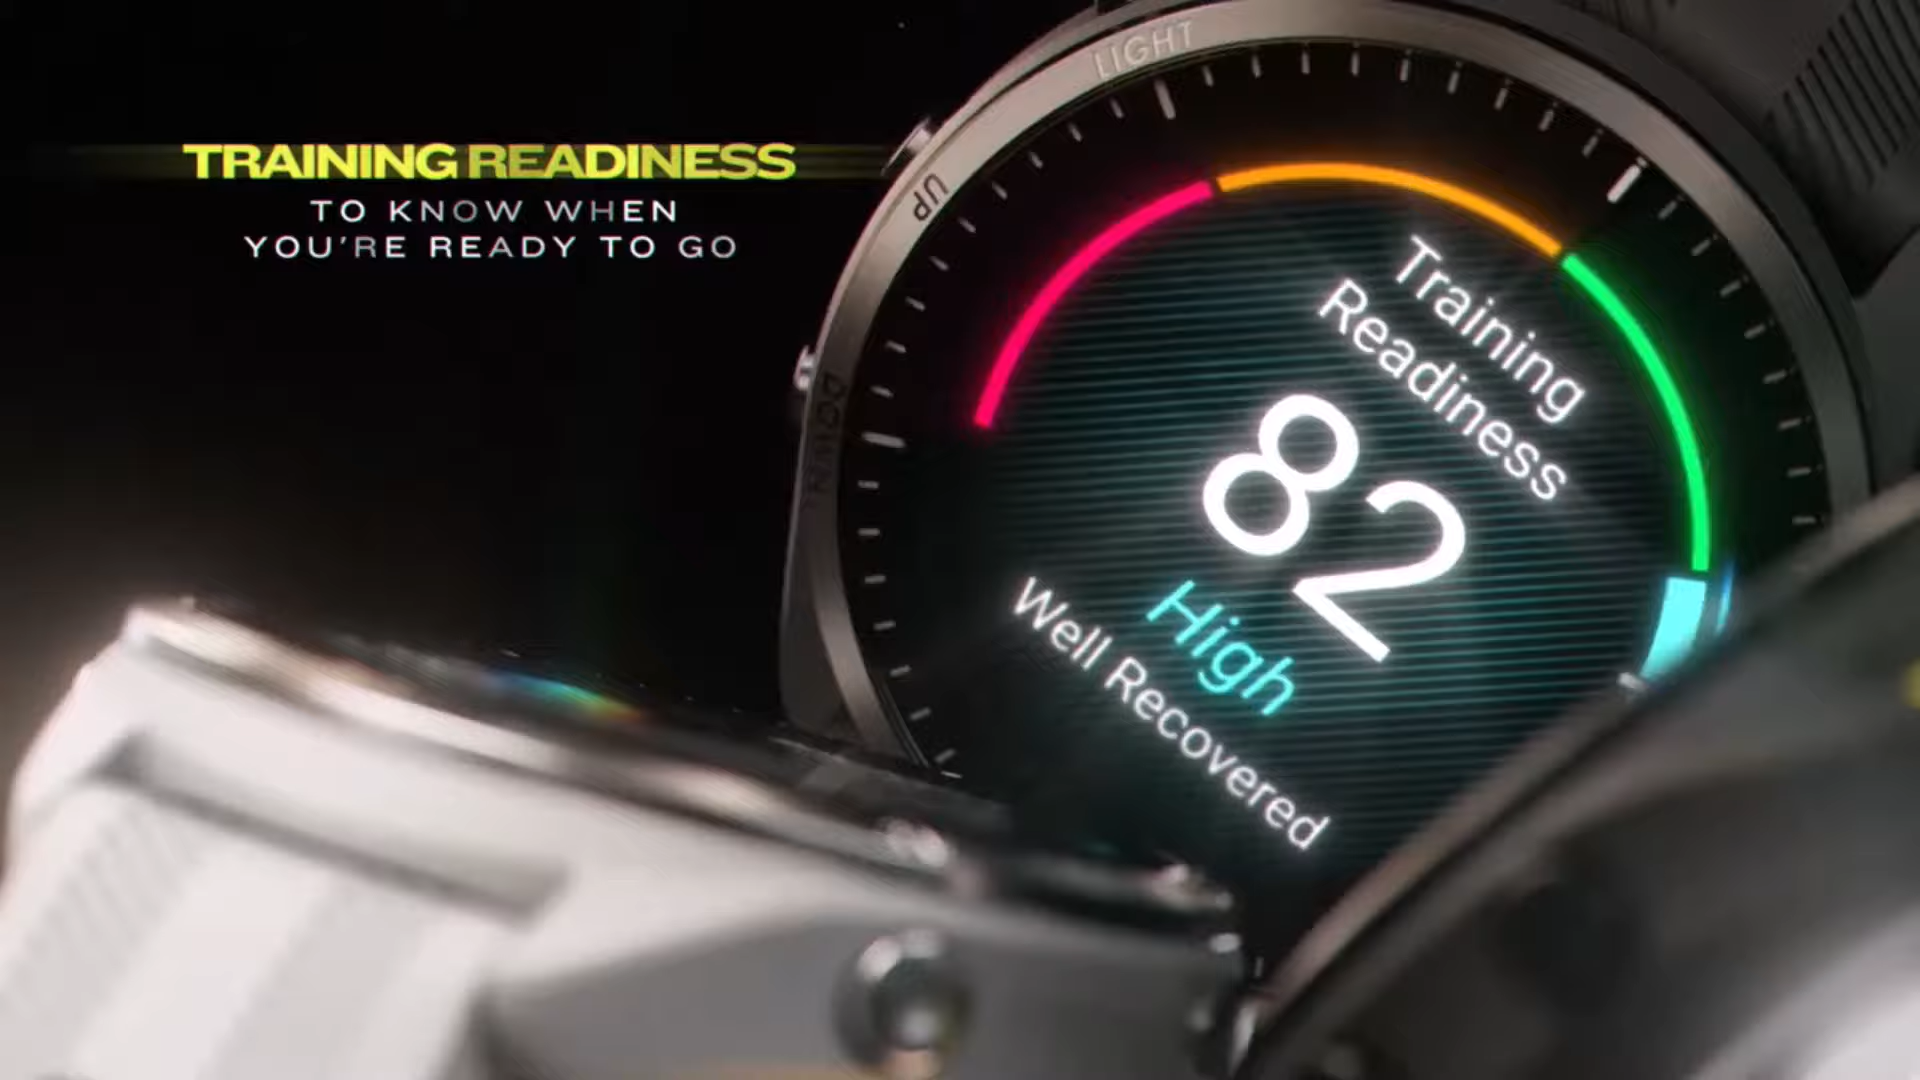 TRAINING READINESS
TO KNOW WHEN
YOU'RE READY TO GO
LIGHT
UP
DOWN
Training
Readiness
82
High
Well Recovered